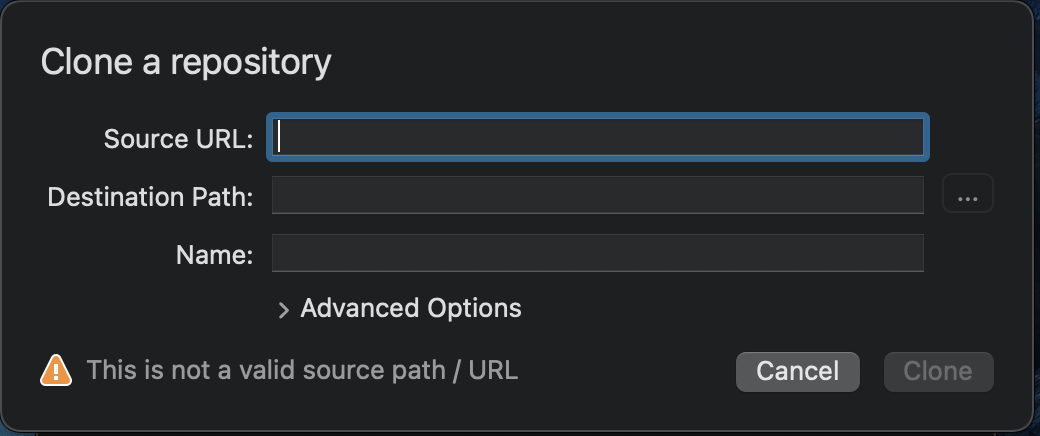 Clone a repository
Source URL:
Destination Path:
...
Name:
Advanced Options
This is not a valid source path / URL
Cancel
Clone